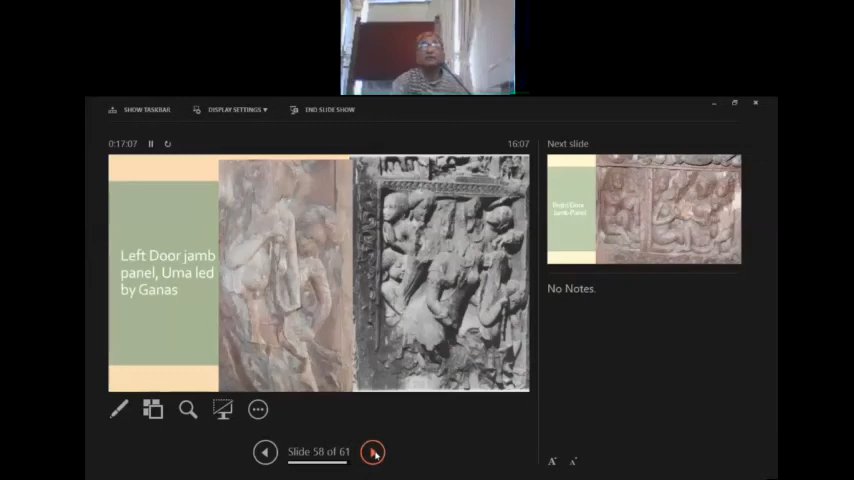 SHOW TASKBAR
DISPLAY SETTINGS ▼
END SLIDE SHOW
0:17:07
16:07
Next slide
Left Door jamb
panel, Uma led
by Ganas
Door
Jamb Panel
No Notes.
Slide 58 of 61
A A